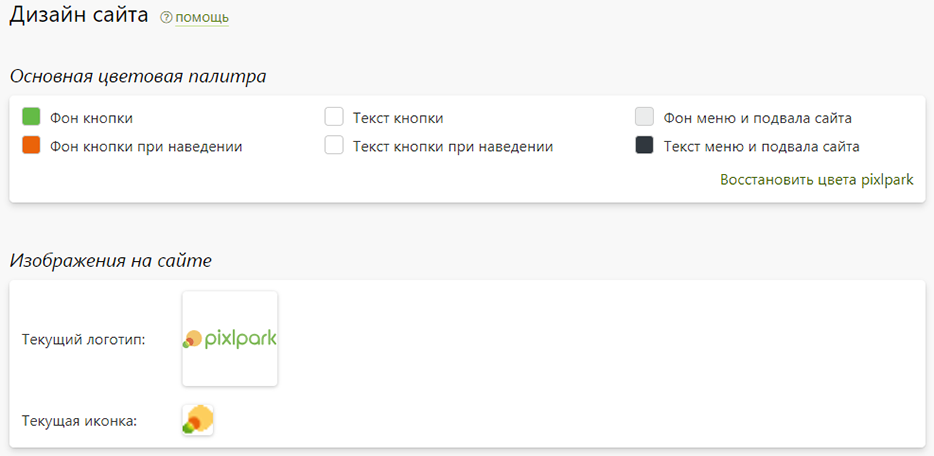 Дизайн сайта ? помощь
Основная цветовая палитра
Фон кнопки Текст кнопки Фон меню и подвала сайта
Фон кнопки при наведении Текст кнопки при наведении Текст меню и подвала сайта
Восстановить цвета pixlpark
Изображения на сайте
Текущий логотип: pixlpark
Текущая иконка: